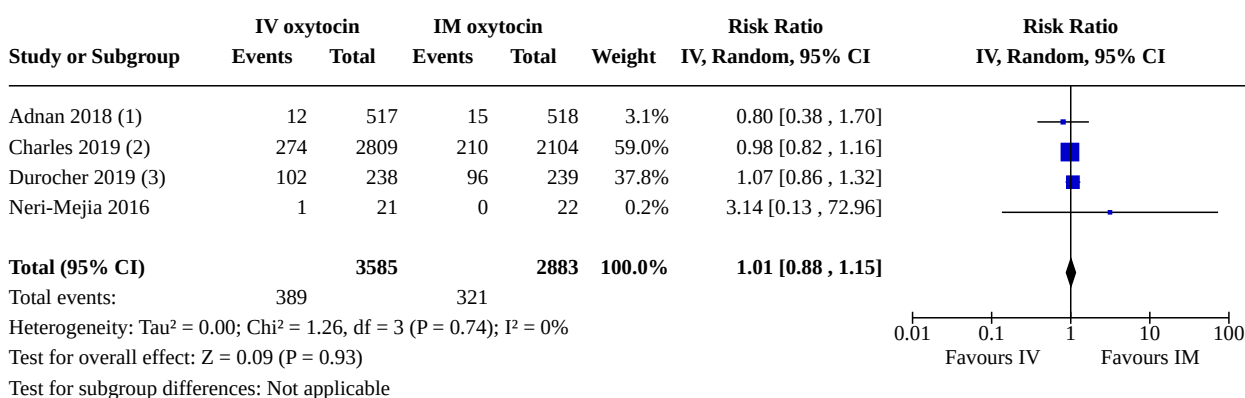 IV oxytocin IM oxytocin Risk Ratio Risk Ratio
Study or Subgroup Events Total Events Total Weight IV, Random, 95% CI IV, Random, 95% CI
Adnan 2018 (1) 12 517 15 518 3.1% 0.80 [0.38 , 1.70]
Charles 2019 (2) 274 2809 210 2104 59.0% 0.98 [0.82 , 1.16]
Durocher 2019 (3) 102 238 96 239 37.8% 1.07 [0.86 , 1.32]
Neri-Mejia 2016 1 21 0 22 0.2% 3.14 [0.13 , 72.96]
Total (95% CI) 3585 2883 100.0% 1.01 [0.88 , 1.15]
Total events: 389 321
Heterogeneity: Tau² = 0.00; Chi² = 1.26, df = 3 (P = 0.74); I² = 0%
0.01 0.1 1 10 100
Test for overall effect: Z = 0.09 (P = 0.93) Favours IV Favours IM
Test for subgroup differences: Not applicable